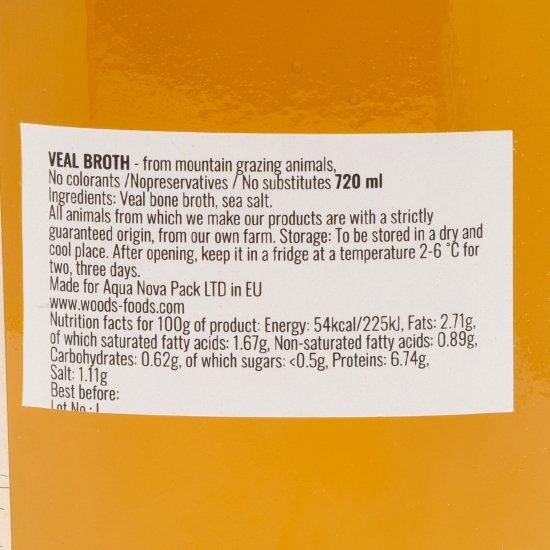 VEAL BROTH - from mountain grazing animals,
No colorants /Nopreservatives / No substitutes 720 ml
Ingredients: Veal bone broth, sea salt.
All animals from which we make our products are with a strictly
guaranteed origin, from our own farm. Storage: To be stored in a dry and
cool place. After opening, keep it in a fridge at a temperature 2-6 ˚C for
two, three days.
Made for Aqua Nova Pack LTD in EU
www.woods-foods.com
Nutrition facts for 100g of product: Energy: 54kcal/225kJ, Fats: 2.71g,
of which saturated fatty acids: 1.67g, Non-saturated fatty acids: 0.89g,
Carbohydrates: 0.62g, of which sugars: <0.5g, Proteins: 6.74g,
Salt: 1.11g
Best before:
Lot No.: L